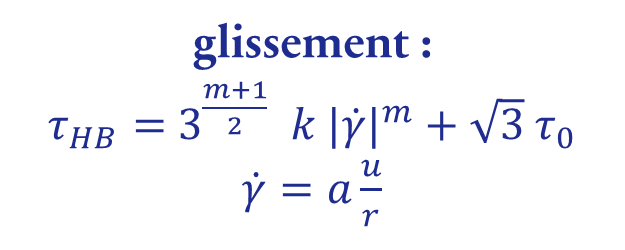 glissement :
τ_HB = 3^((m+1)/2) k |γ̇|^m + √3 τ_0
γ̇ = a u/r